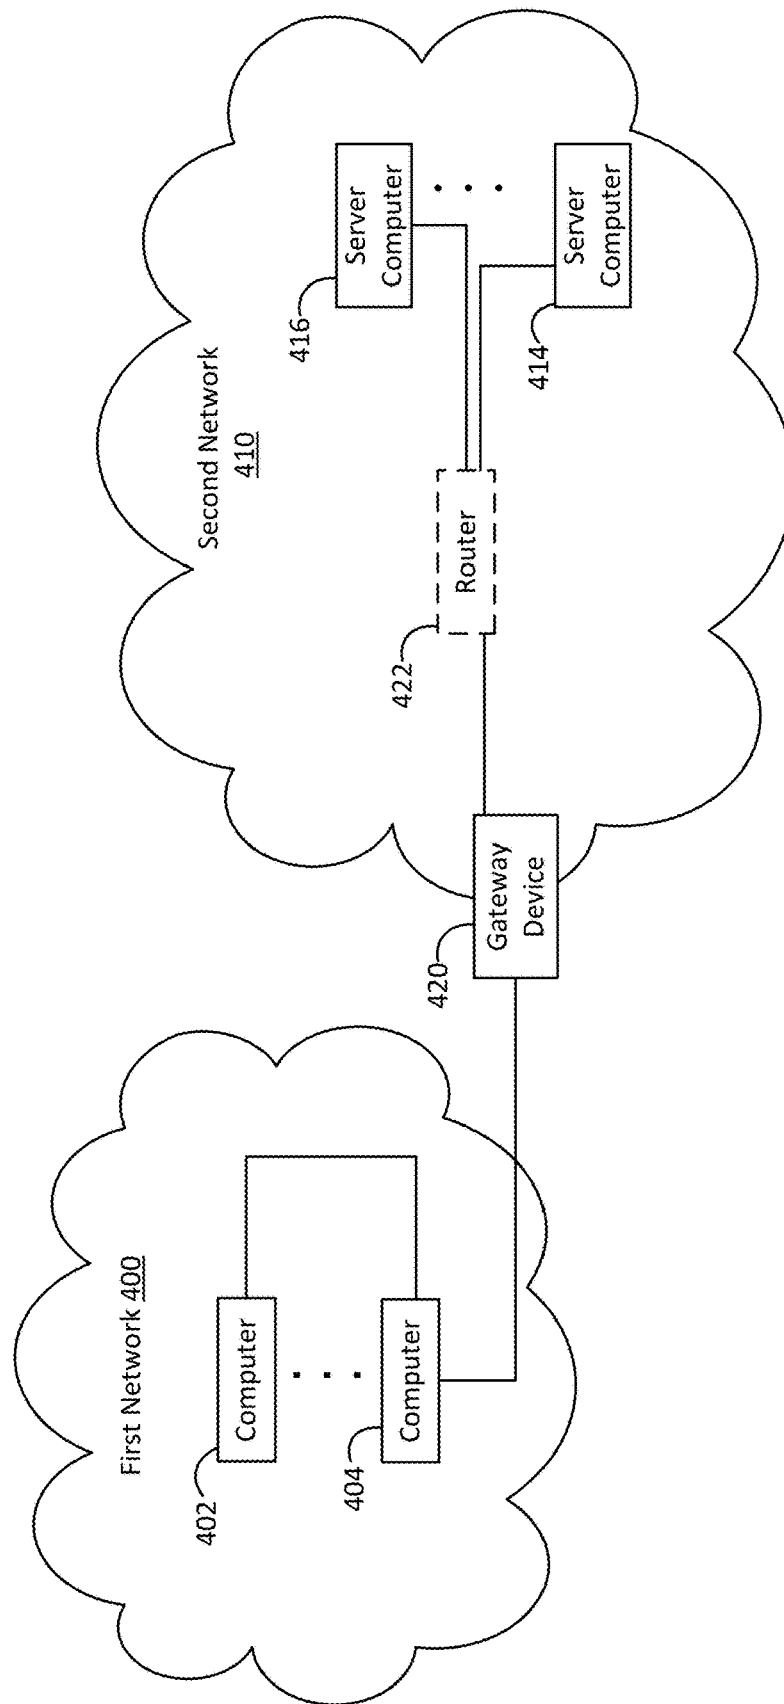 First Network 400
402
Computer
404
Computer
420
Gateway
Device
Second Network
410
422
Router
416
Server
Computer
414
Server
Computer